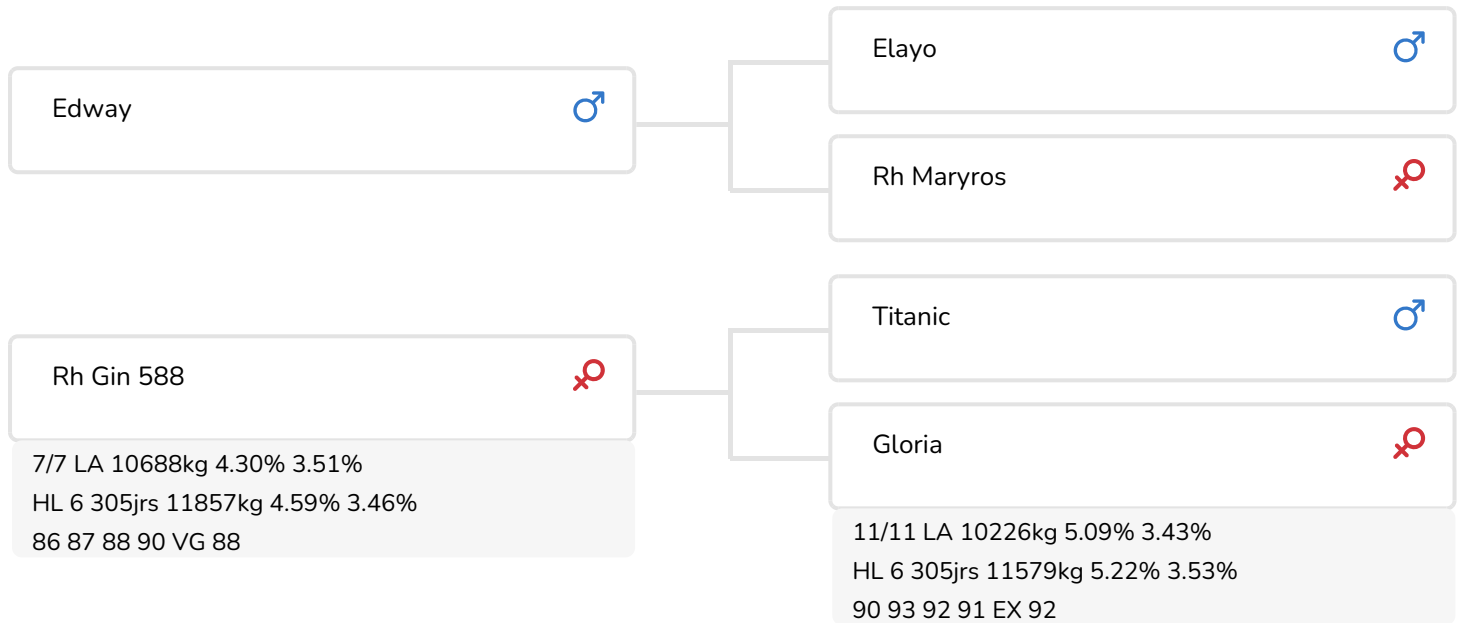 Edway
Elayo
Rh Maryros
Rh Gin 588
7/7 LA 10688kg 4.30% 3.51%
HL 6 305jrs 11857kg 4.59% 3.46%
86 87 88 90 VG 88
Titanic
Gloria
11/11 LA 10226kg 5.09% 3.43%
HL 6 305jrs 11579kg 5.22% 3.53%
90 93 92 91 EX 92